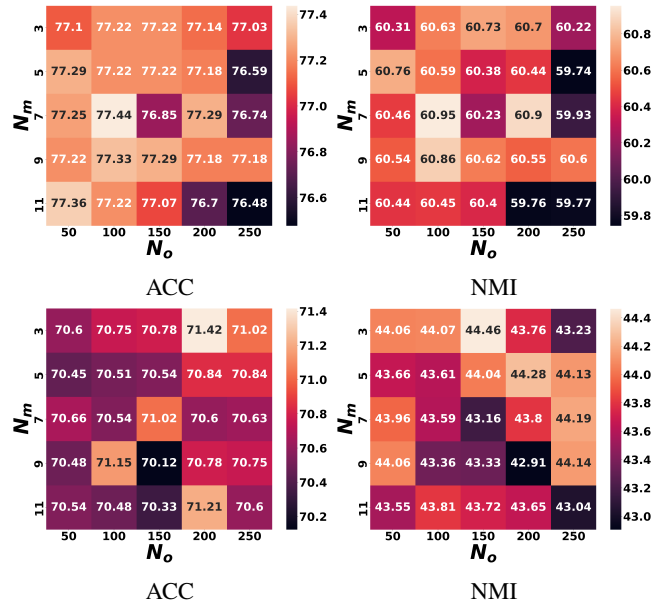 3 77.1 77.22 77.22 77.14 77.03 77.4
5 77.29 77.22 77.22 77.18 76.59 77.2
N_m 7 77.25 77.44 76.85 77.29 76.74 77.0
9 77.22 77.33 77.29 77.18 77.18 76.8
11 77.36 77.22 77.07 76.7 76.48 76.6
50 100 150 200 250
N_o
ACC
3 60.31 60.63 60.73 60.7 60.22 60.8
5 60.76 60.59 60.38 60.44 59.74 60.6
N_m 7 60.46 60.95 60.23 60.9 59.93 60.4
9 60.54 60.86 60.62 60.55 60.6 60.2
11 60.44 60.45 60.4 59.76 59.77 60.0
59.8
50 100 150 200 250
N_o
NMI
3 70.6 70.75 70.78 71.42 71.02 71.4
5 70.45 70.51 70.54 70.84 70.84 71.2
N_m 7 70.66 70.54 71.02 70.6 70.63 71.0
70.8
9 70.48 71.15 70.12 70.78 70.75 70.6
70.4
11 70.54 70.48 70.33 71.21 70.6 70.2
50 100 150 200 250
N_o
ACC
3 44.06 44.07 44.46 43.76 43.23 44.4
44.2
5 43.66 43.61 44.04 44.28 44.13 44.0
N_m 7 43.96 43.59 43.16 43.8 44.19 43.8
43.6
9 44.06 43.36 43.33 42.91 44.14 43.4
43.2
11 43.55 43.81 43.72 43.65 43.04 43.0
50 100 150 200 250
N_o
NMI